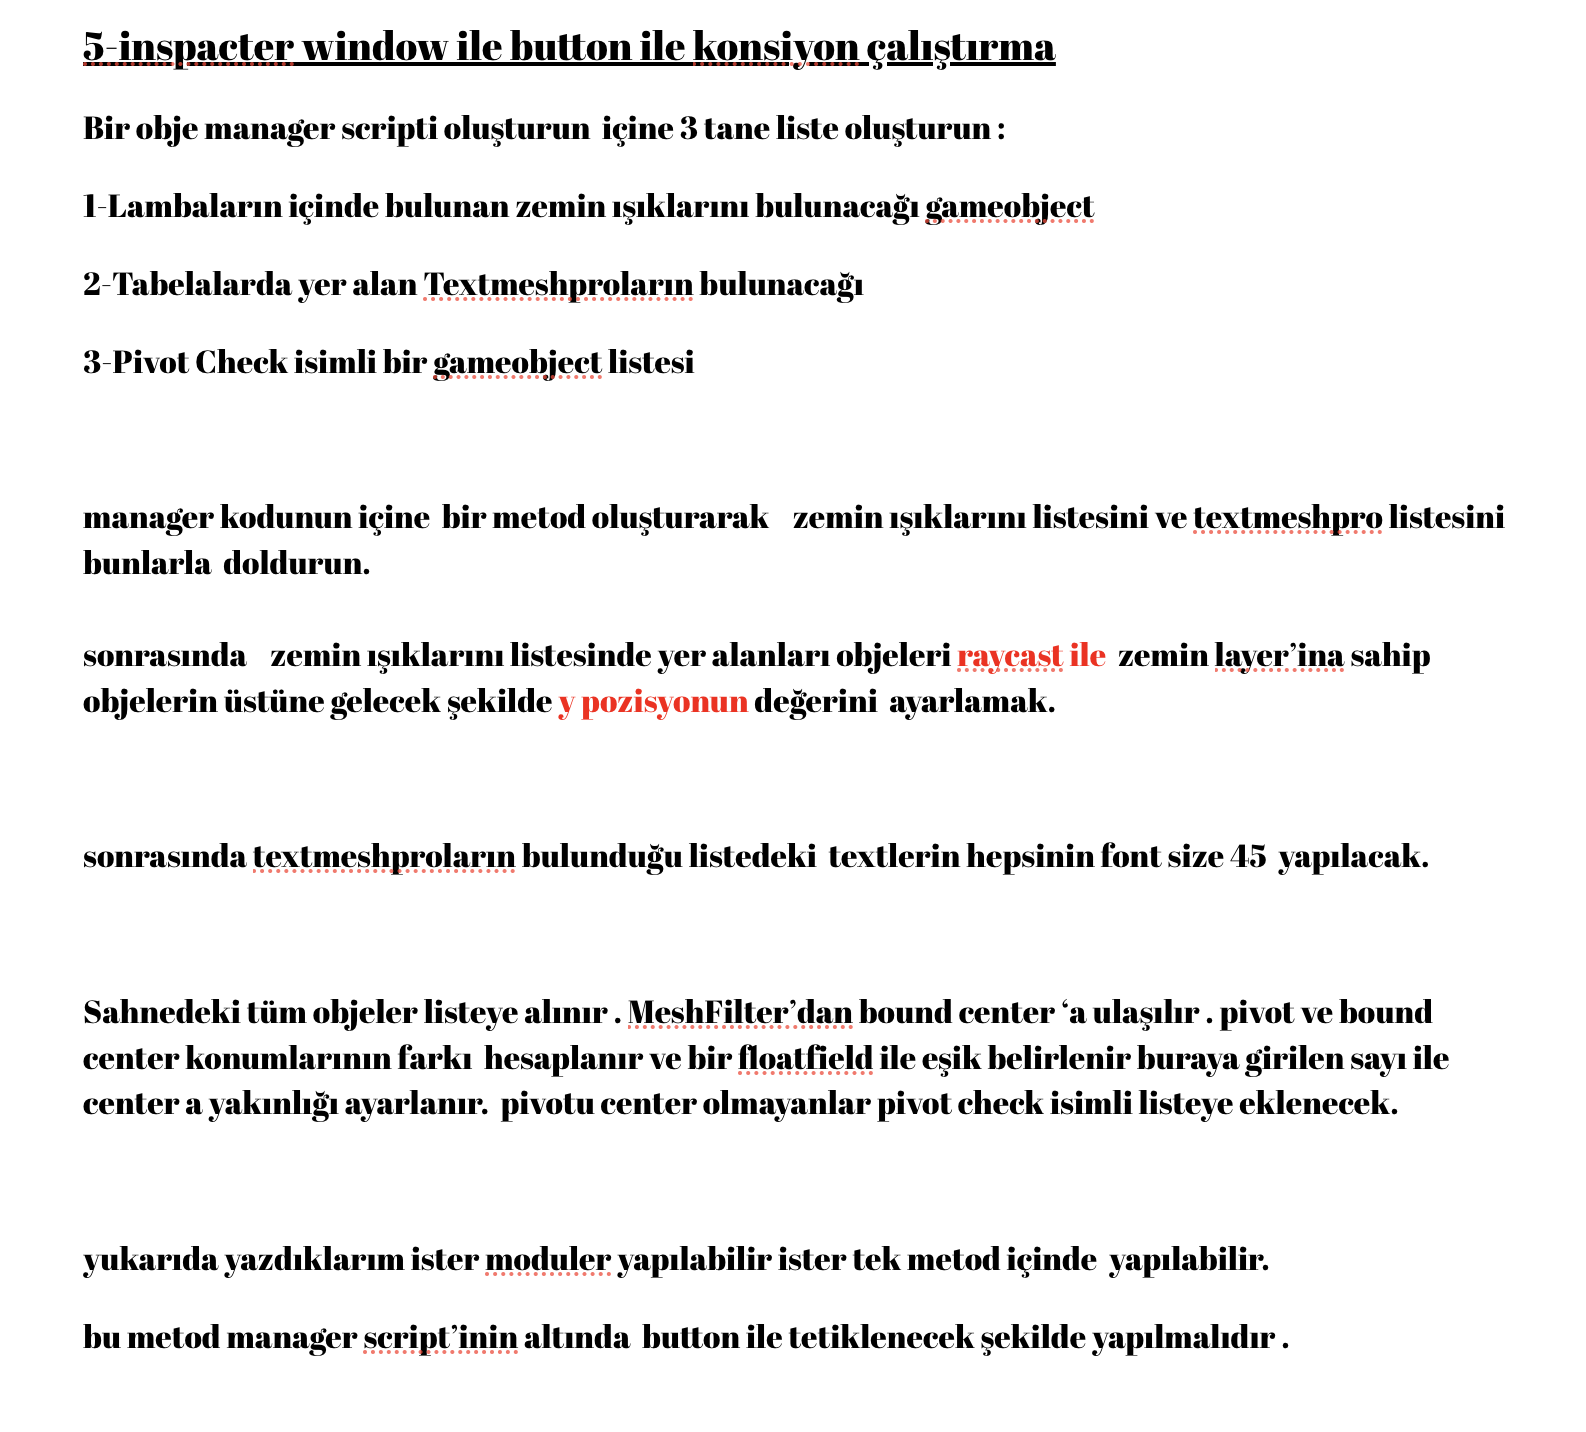 5-inspacter window ile button ile konsiyon çalıştırma
Bir obje manager scripti oluşturun içine 3 tane liste oluşturun :
1-Lambaların içinde bulunan zemin ışıklarını bulunacağı gameobject
2-Tabelalarda yer alan Textmeshproların bulunacağı
3-Pivot Check isimli bir gameobject listesi
manager kodunun içine bir metod oluşturarak zemin ışıklarını listesini ve textmeshpro listesini
bunlarla doldurun.
sonrasında zemin ışıklarını listesinde yer alanları objeleri raycast ile zemin layer’ina sahip
objelerin üstüne gelecek şekilde y pozisyonun değerini ayarlamak.
sonrasında textmeshproların bulunduğu listedeki textlerin hepsinin font size 45 yapılacak.
Sahnedeki tüm objeler listeye alınır . MeshFilter’dan bound center ‘a ulaşılır . pivot ve bound
center konumlarının farkı hesaplanır ve bir floatfield ile eşik belirlenir buraya girilen sayı ile
center a yakınlığı ayarlanır. pivotu center olmayanlar pivot check isimli listeye eklenecek.
yukarıda yazdıklarım ister moduler yapılabilir ister tek metod içinde yapılabilir.
bu metod manager script’inin altında button ile tetiklenecek şekilde yapılmalıdır .